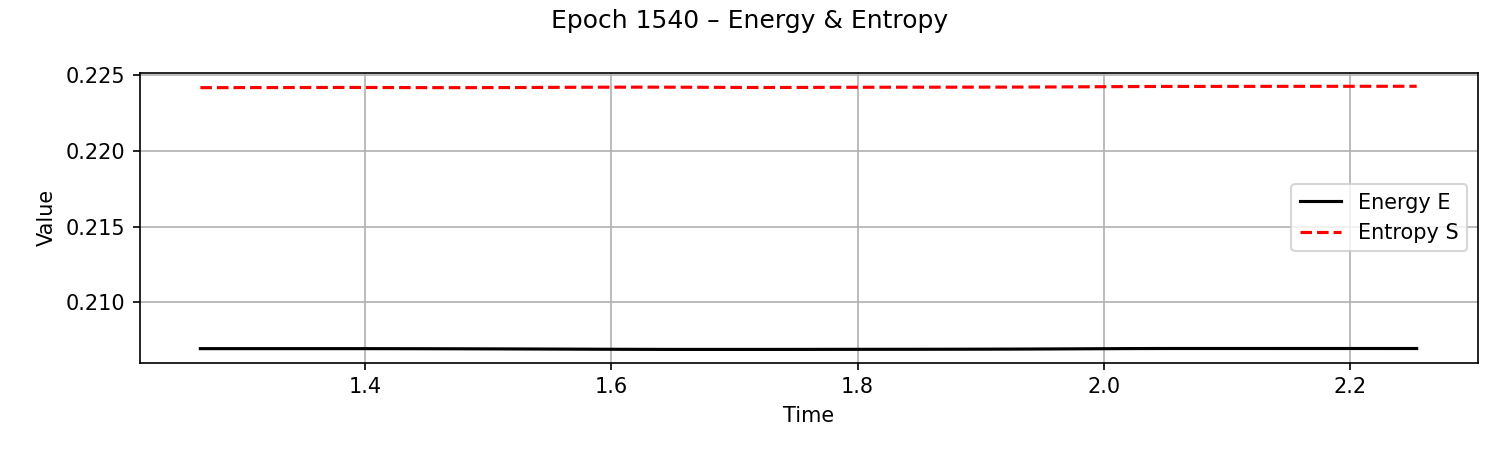 Epoch 1540 – Energy & Entropy
0.225
0.220
0.215
0.210
Value
Energy E
Entropy S
1.4 1.6 1.8 2.0 2.2
Time